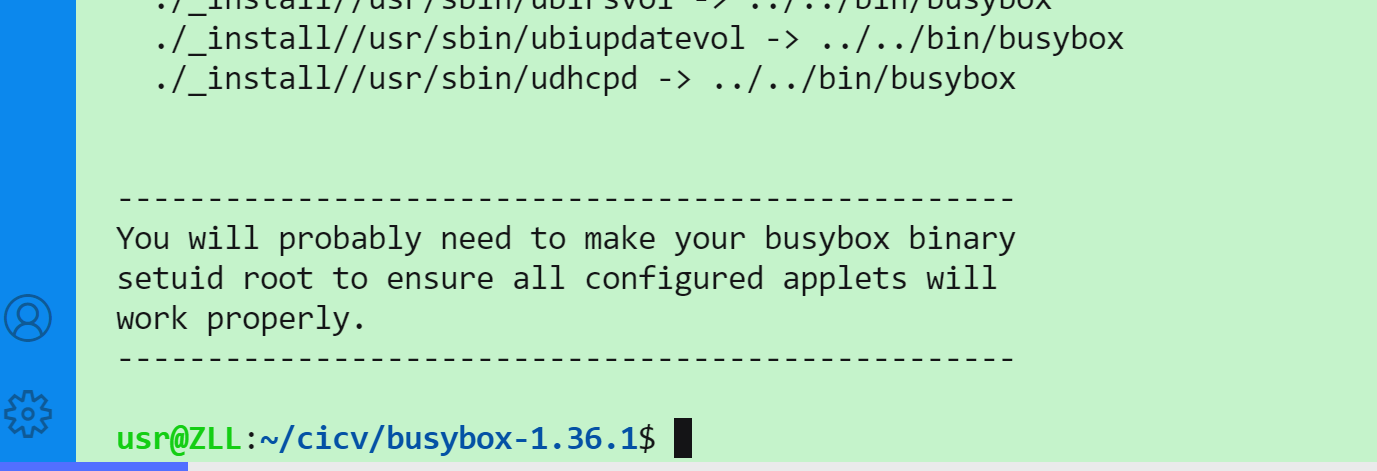 ./_install//usr/sbin/ubirsvol -> ../../bin/busybox
./_install//usr/sbin/ubiupdatevol -> ../../bin/busybox
./_install//usr/sbin/udhcpd -> ../../bin/busybox
--------------------------------------------------
You will probably need to make your busybox binary
setuid root to ensure all configured applets will
work properly.
--------------------------------------------------
usr@ZLL:~/cicv/busybox-1.36.1$